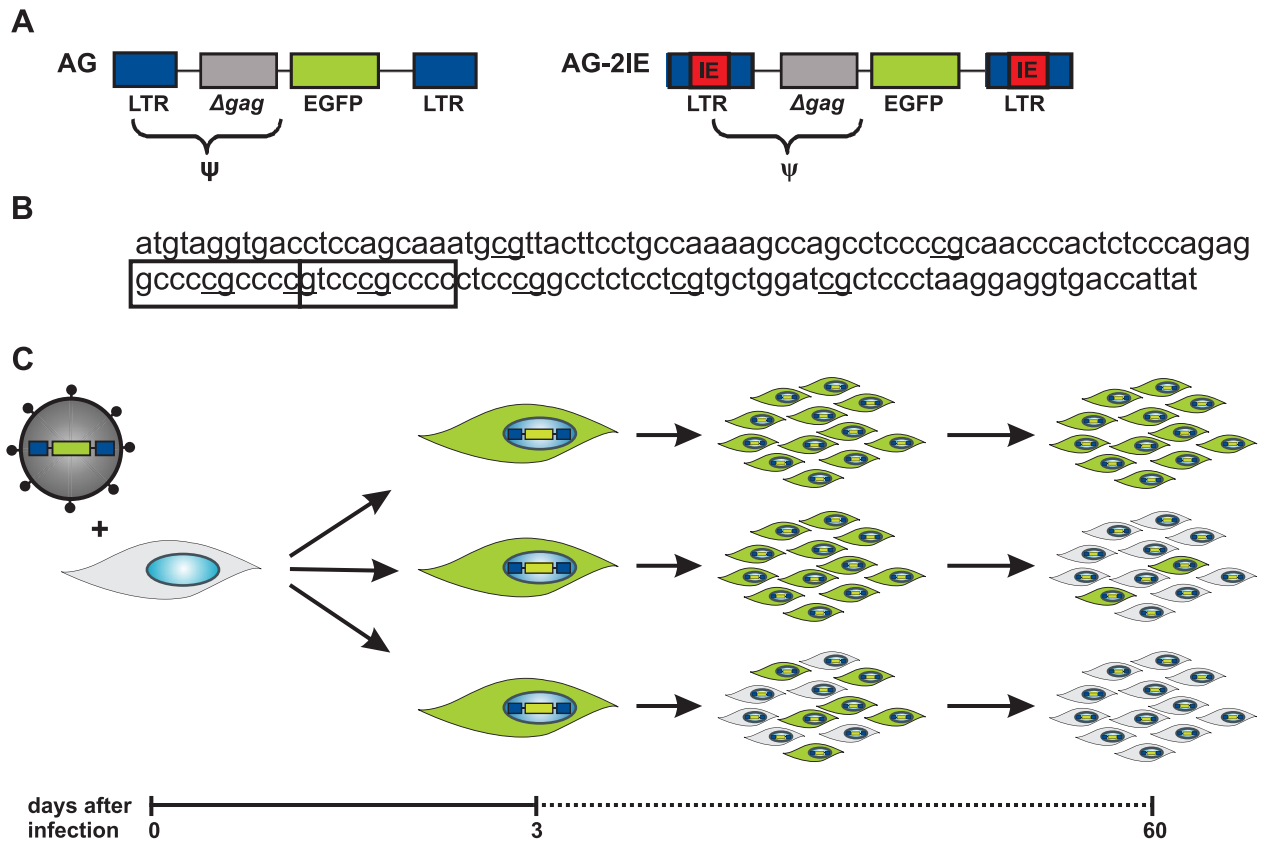 A
AG
LTR
Δgag
EGFP
LTR
Ψ
AG-2IE
IE
IE
LTR
Δgag
EGFP
LTR
Ψ
B
atgtaggtgacctccagcaaatgcgttacttcctgccaaaagccagcctccccgcaacccactctcccagag
gccccgccccgtcccgcccctcccggcctctcctcgtgctggatcgctccctaaggaggtgaccattat
C
+
days after
infection
0
3
60